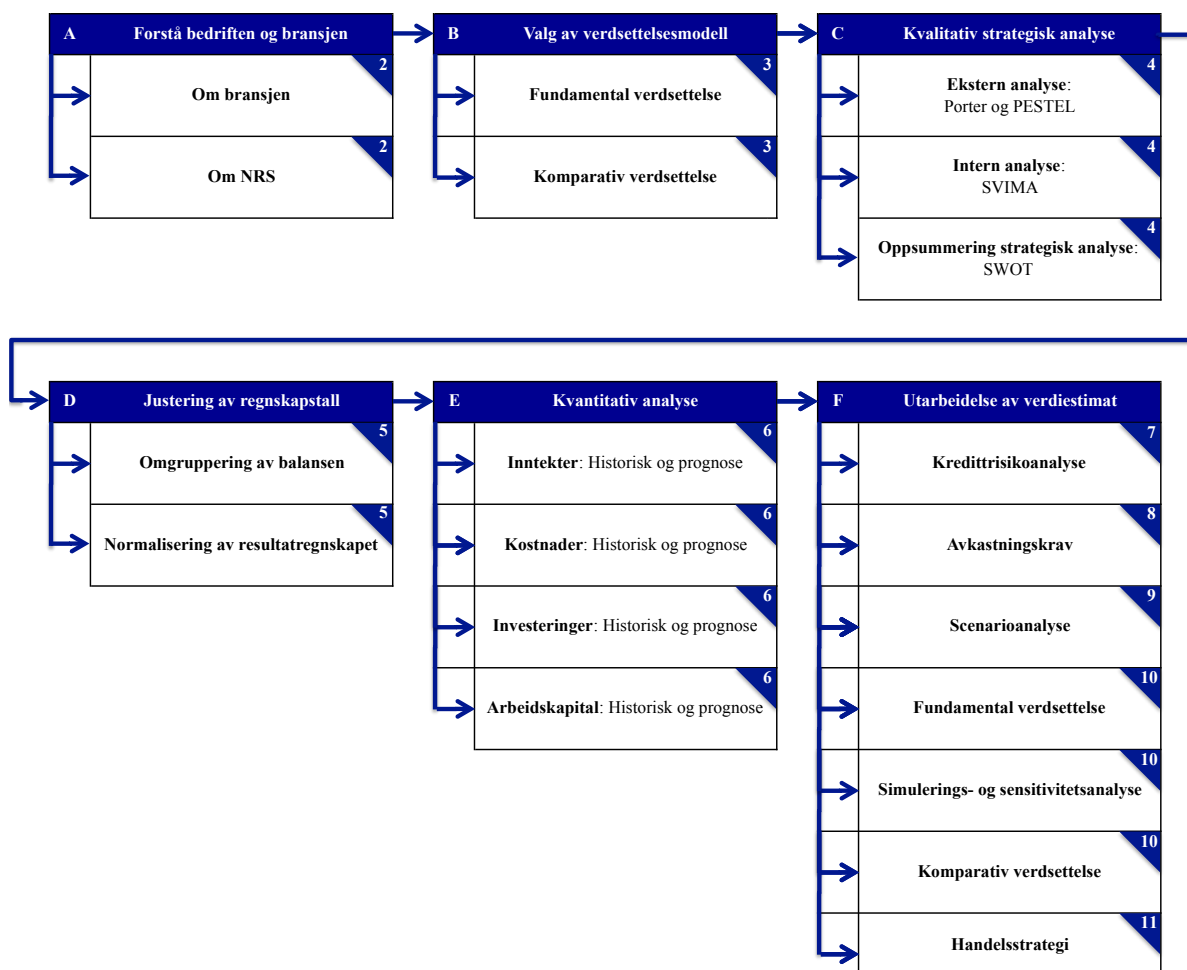 A Forstå bedriften og bransjen
2
Om bransjen
2
Om NRS
B Valg av verdsettelsesmodell
3
Fundamental verdsettelse
3
Komparativ verdsettelse
C Kvalitativ strategisk analyse
4
Ekstern analyse:
Porter og PESTEL
4
Intern analyse:
SVIMA
4
Oppsummering strategisk analyse:
SWOT
D Justering av regnskapstall
5
Omgruppering av balansen
5
Normalisering av resultatregnskapet
E Kvantitativ analyse
6
Inntekter: Historisk og prognose
6
Kostnader: Historisk og prognose
6
Investeringer: Historisk og prognose
6
Arbeidskapital: Historisk og prognose
F Utarbeidelse av verdiestimat
7
Kredittrisikoanalyse
8
Avkastningskrav
9
Scenarioanalyse
10
Fundamental verdsettelse
10
Simulerings- og sensitivitetsanalyse
10
Komparativ verdsettelse
11
Handelsstrategi